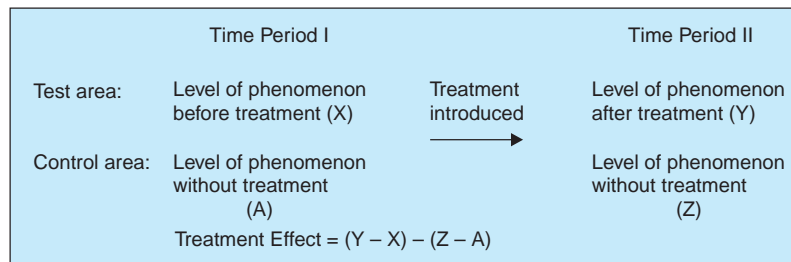 Time Period I Time Period II
Test area: Level of phenomenon Treatment Level of phenomenon
before treatment (X) introduced after treatment (Y)
Control area: Level of phenomenon Level of phenomenon
without treatment without treatment
(A) (Z)
Treatment Effect = (Y – X) – (Z – A)